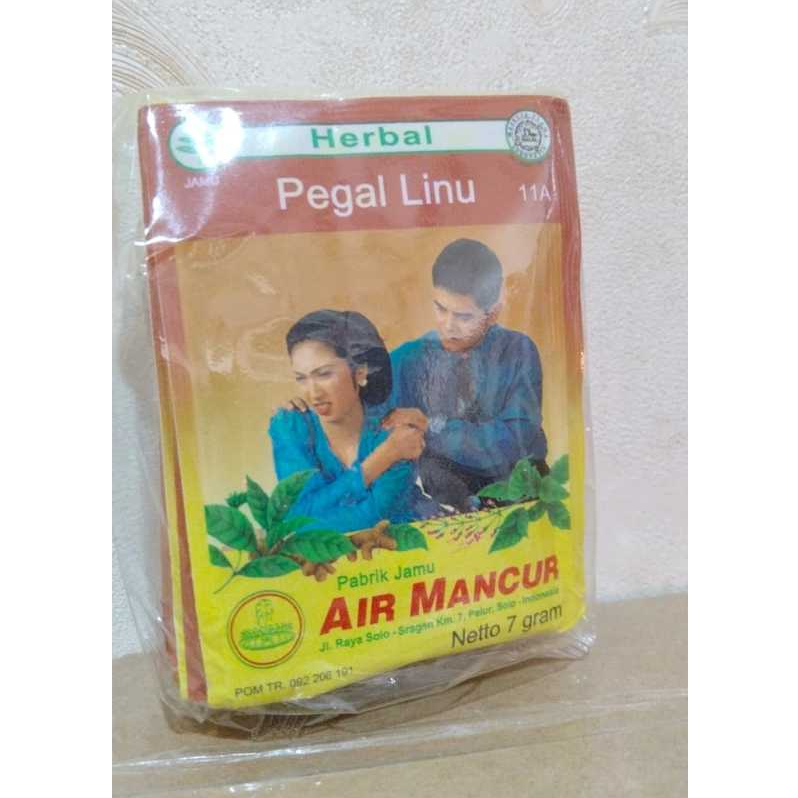 Herbal
JAMU
Pegal Linu
11A
Pabrik Jamu
AIR MANCUR
Jl. Raya Solo - Sragen Km. 7, Palur, Solo - Indonesia
Netto 7 gram
POM TR. 092 206 191